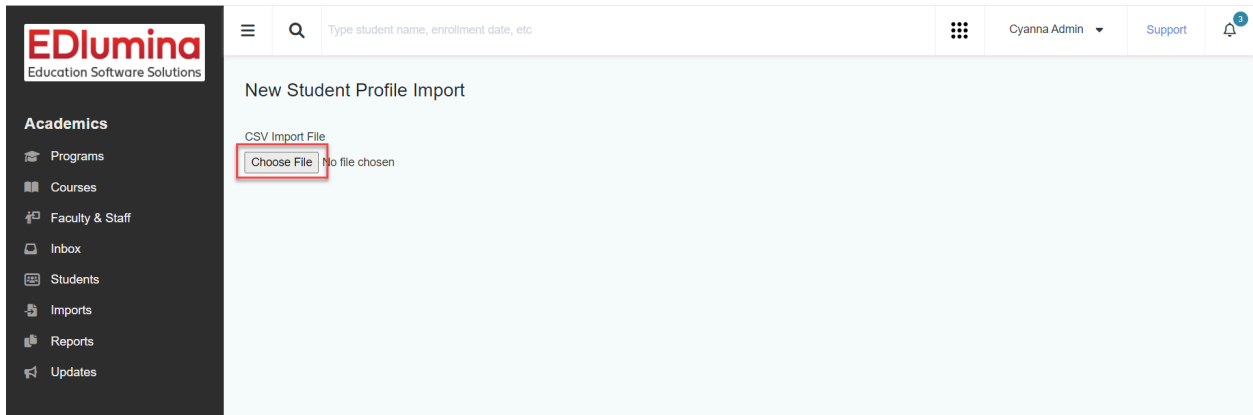 EDlumina
Education Software Solutions
Type student name, enrollment date, etc
Cyanna Admin
Support
3
Academics
Programs
Courses
Faculty & Staff
Inbox
Students
Imports
Reports
Updates
New Student Profile Import
CSV Import File
Choose File No file chosen